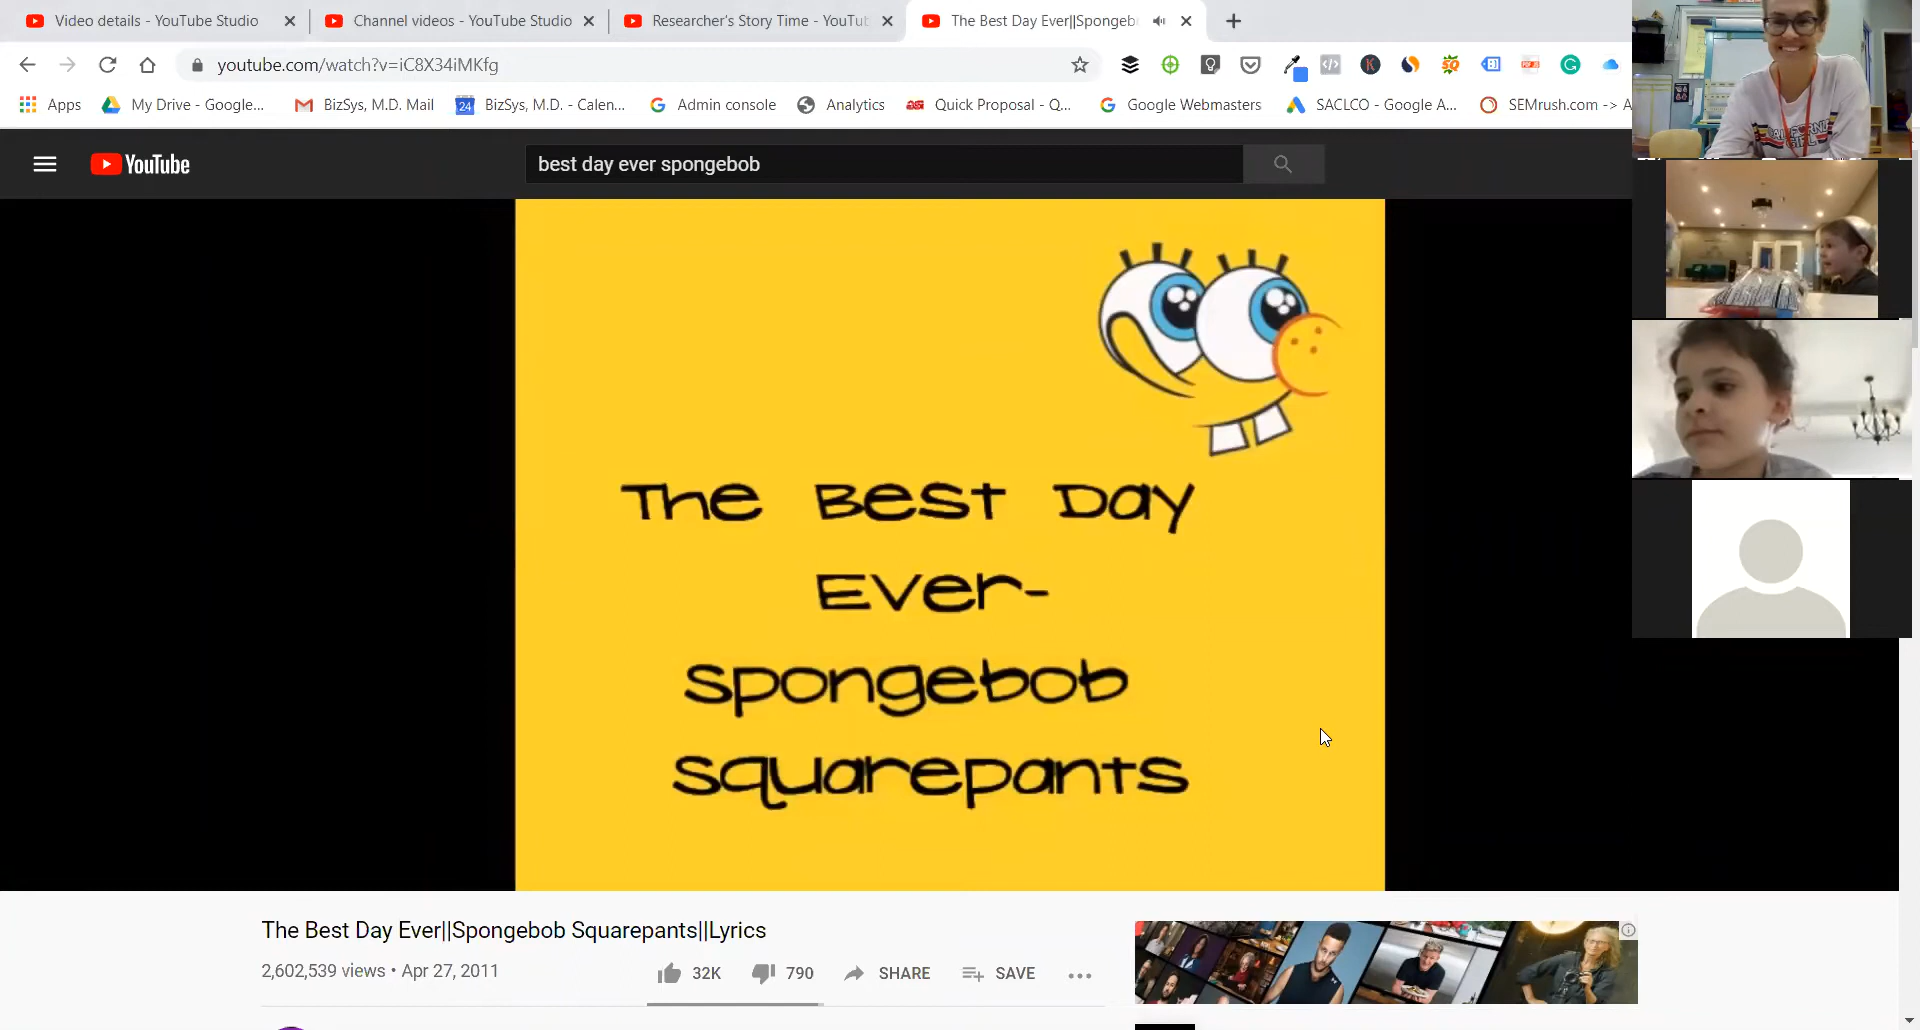 Video details - YouTube Studio
Channel videos - YouTube Studio
Researcher's Story Time - YouTub
The Best Day Ever||Spongeb
youtube.com/watch?v=iC8X34iMKfg
Apps
My Drive - Google...
BizSys, M.D. Mail
24
BizSys, M.D. - Calen...
Admin console
Analytics
Quick Proposal - Q...
Google Webmasters
SACLCO - Google A...
SEMrush.com -> A
YouTube
best day ever spongebob
The Best Day
Ever-
Spongebob
Squarepants
The Best Day Ever||Spongebob Squarepants||Lyrics
2,602,539 views • Apr 27, 2011
32K
790
SHARE
SAVE